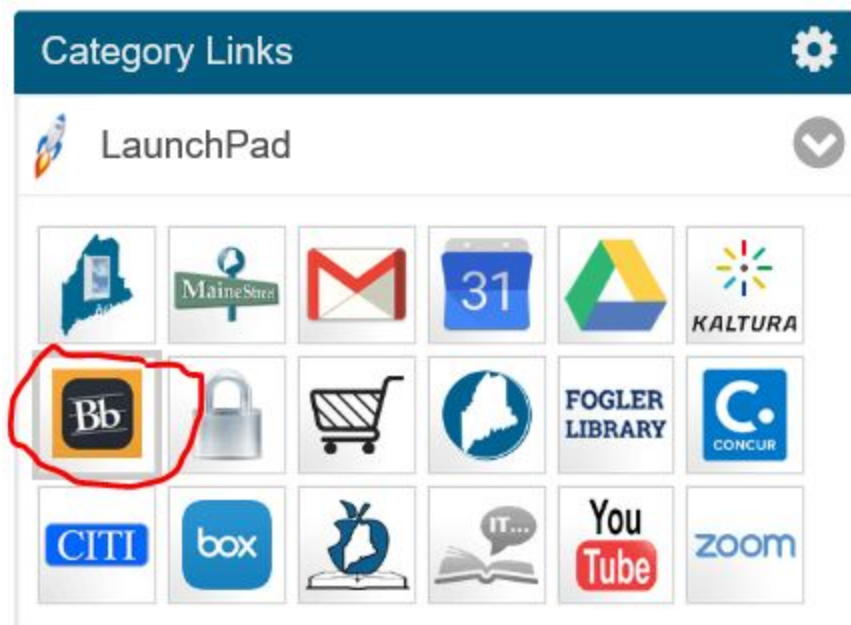 Category Links
LaunchPad
MaineStreet
31
KALTURA
Bb
FOGLER
LIBRARY
C.
CONCUR
CITI
box
IT...
You
Tube
zoom